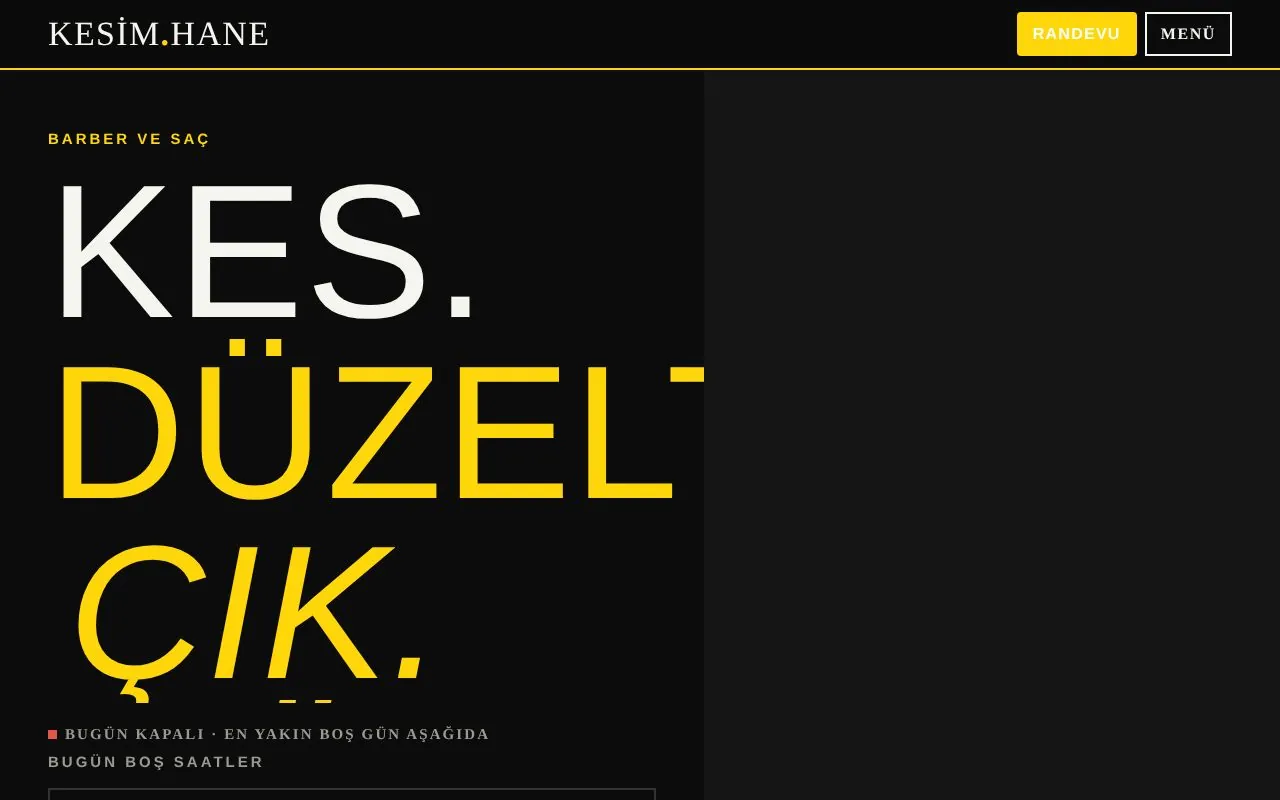 KESİM.HANE
RANDEVU
MENÜ
BARBER VE SAÇ
KES.
DÜZELT
ÇIK.
BUGÜN KAPALI · EN YAKIN BOŞ GÜN AŞAĞIDA
BUGÜN BOŞ SAATLER